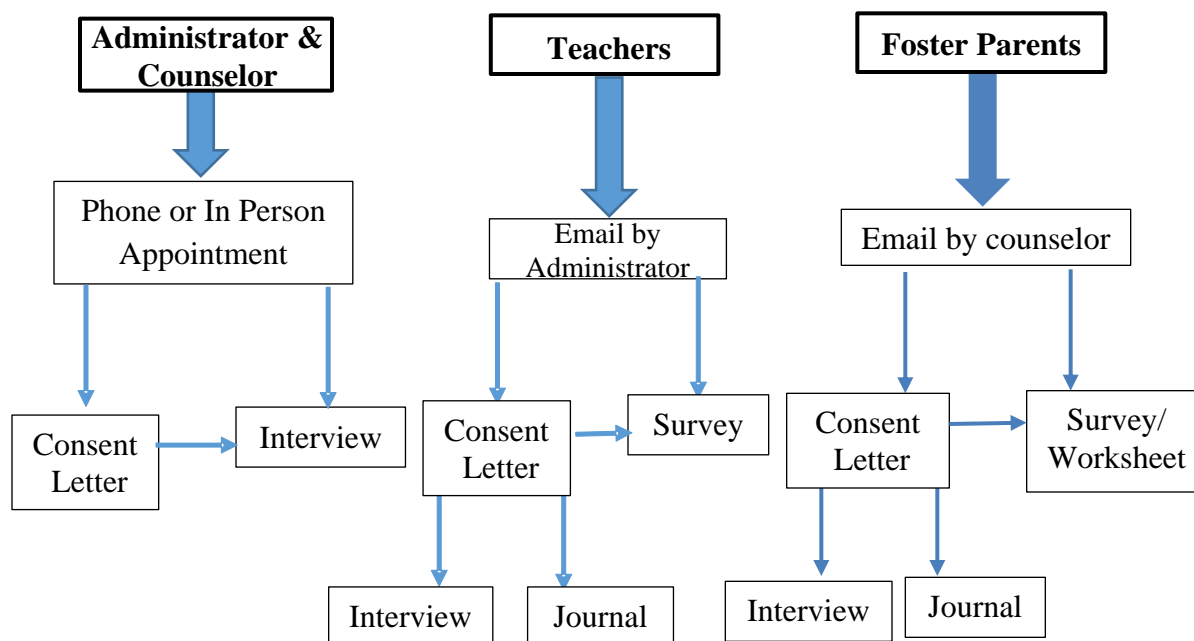 Administrator &
Counselor
Teachers
Foster Parents
Phone or In Person
Appointment
Email by
Administrator
Email by counselor
Consent
Letter
Interview
Consent
Letter
Survey
Consent
Letter
Survey/
Worksheet
Interview
Journal
Interview
Journal